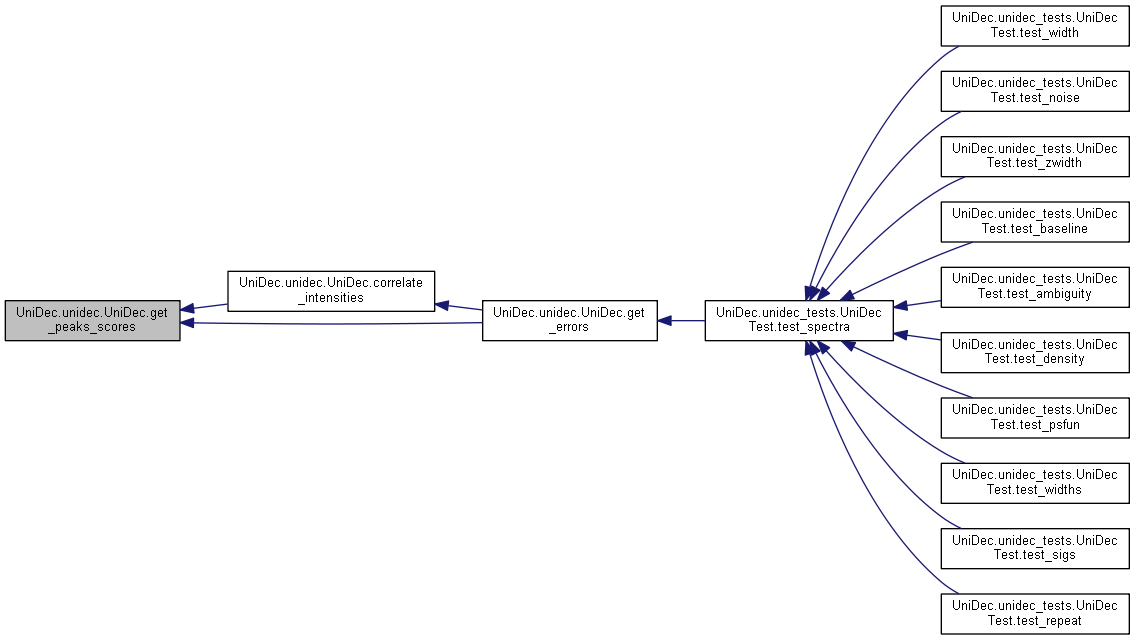 UniDec.unidec.UniDec.get
_peaks_scores
UniDec.unidec.UniDec.correlate
_intensities
UniDec.unidec.UniDec.get
_errors
UniDec.unidec_tests.UniDec
Test.test_spectra
UniDec.unidec_tests.UniDec
Test.test_width
UniDec.unidec_tests.UniDec
Test.test_noise
UniDec.unidec_tests.UniDec
Test.test_zwidth
UniDec.unidec_tests.UniDec
Test.test_baseline
UniDec.unidec_tests.UniDec
Test.test_ambiguity
UniDec.unidec_tests.UniDec
Test.test_density
UniDec.unidec_tests.UniDec
Test.test_psfun
UniDec.unidec_tests.UniDec
Test.test_widths
UniDec.unidec_tests.UniDec
Test.test_sigs
UniDec.unidec_tests.UniDec
Test.test_repeat